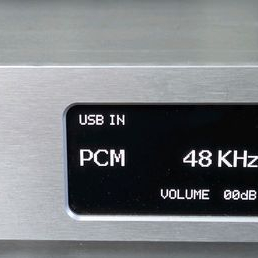 USB IN
PCM 48 KHz
VOLUME 00dB